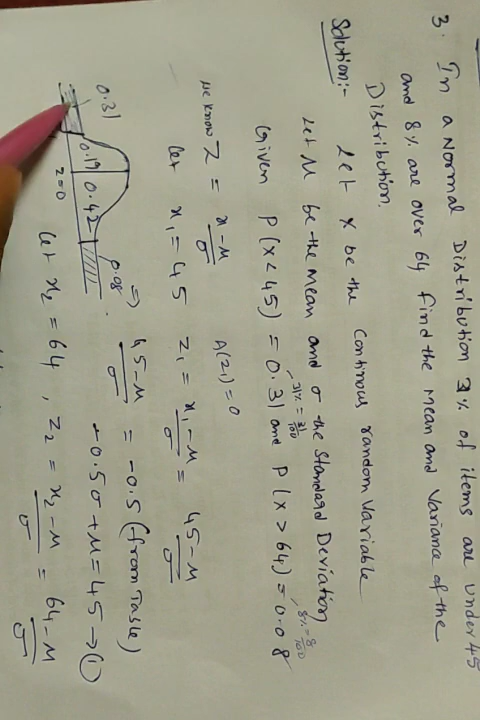 3. In a Normal Distribution 31% of items are under 45
and 8% are over 64 find the Mean and Variance of the
Distribution.
Solution:- Let X be the Continous random Variable
Let μ be the Mean and σ the Standard Deviation
31% = 31/100
8% = 8/100
Given P(X<45) = 0.31 and P(X>64) = 0.08
We know Z = x-μ/σ A(Z1)=0
Let x1 = 45 Z1 = x1-μ/σ = 45-μ/σ
⇒ 45-μ/σ = -0.5 (from Table)
-0.5σ+μ=45→①
0.31
0.19
0.42
0.08
z=0
Let x2 = 64, Z2 = x2-μ/σ = 64-μ/σ